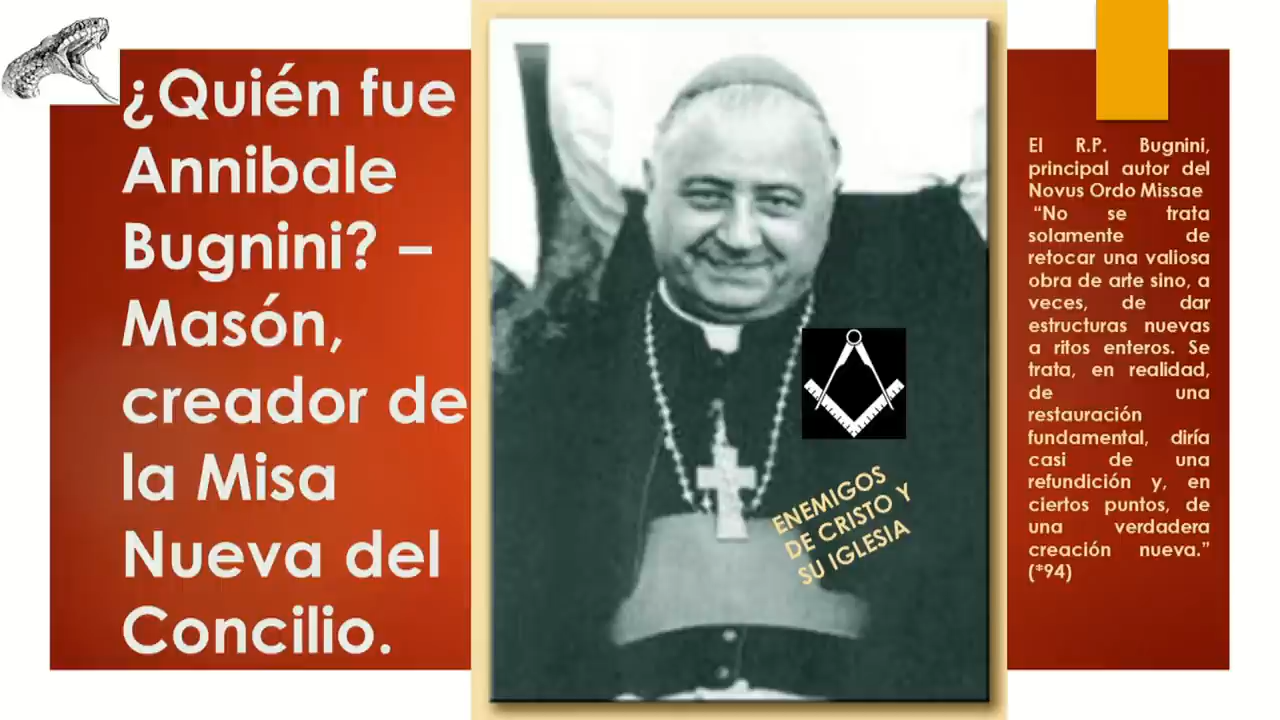 ¿Quién fue
Annibale
Bugnini? –
Masón,
creador de
la Misa
Nueva del
Concilio.
ENEMIGOS
DE CRISTO Y
SU IGLESIA
El R.P. Bugnini,
principal autor del
Novus Ordo Missae
“No se trata
solamente de
retocar una valiosa
obra de arte sino, a
veces, de dar
estructuras nuevas
a ritos enteros. Se
trata, en realidad,
de una
restauración
fundamental, diría
casi de una
refundición y, en
ciertos puntos, de
una verdadera
creación nueva.”
(*94)